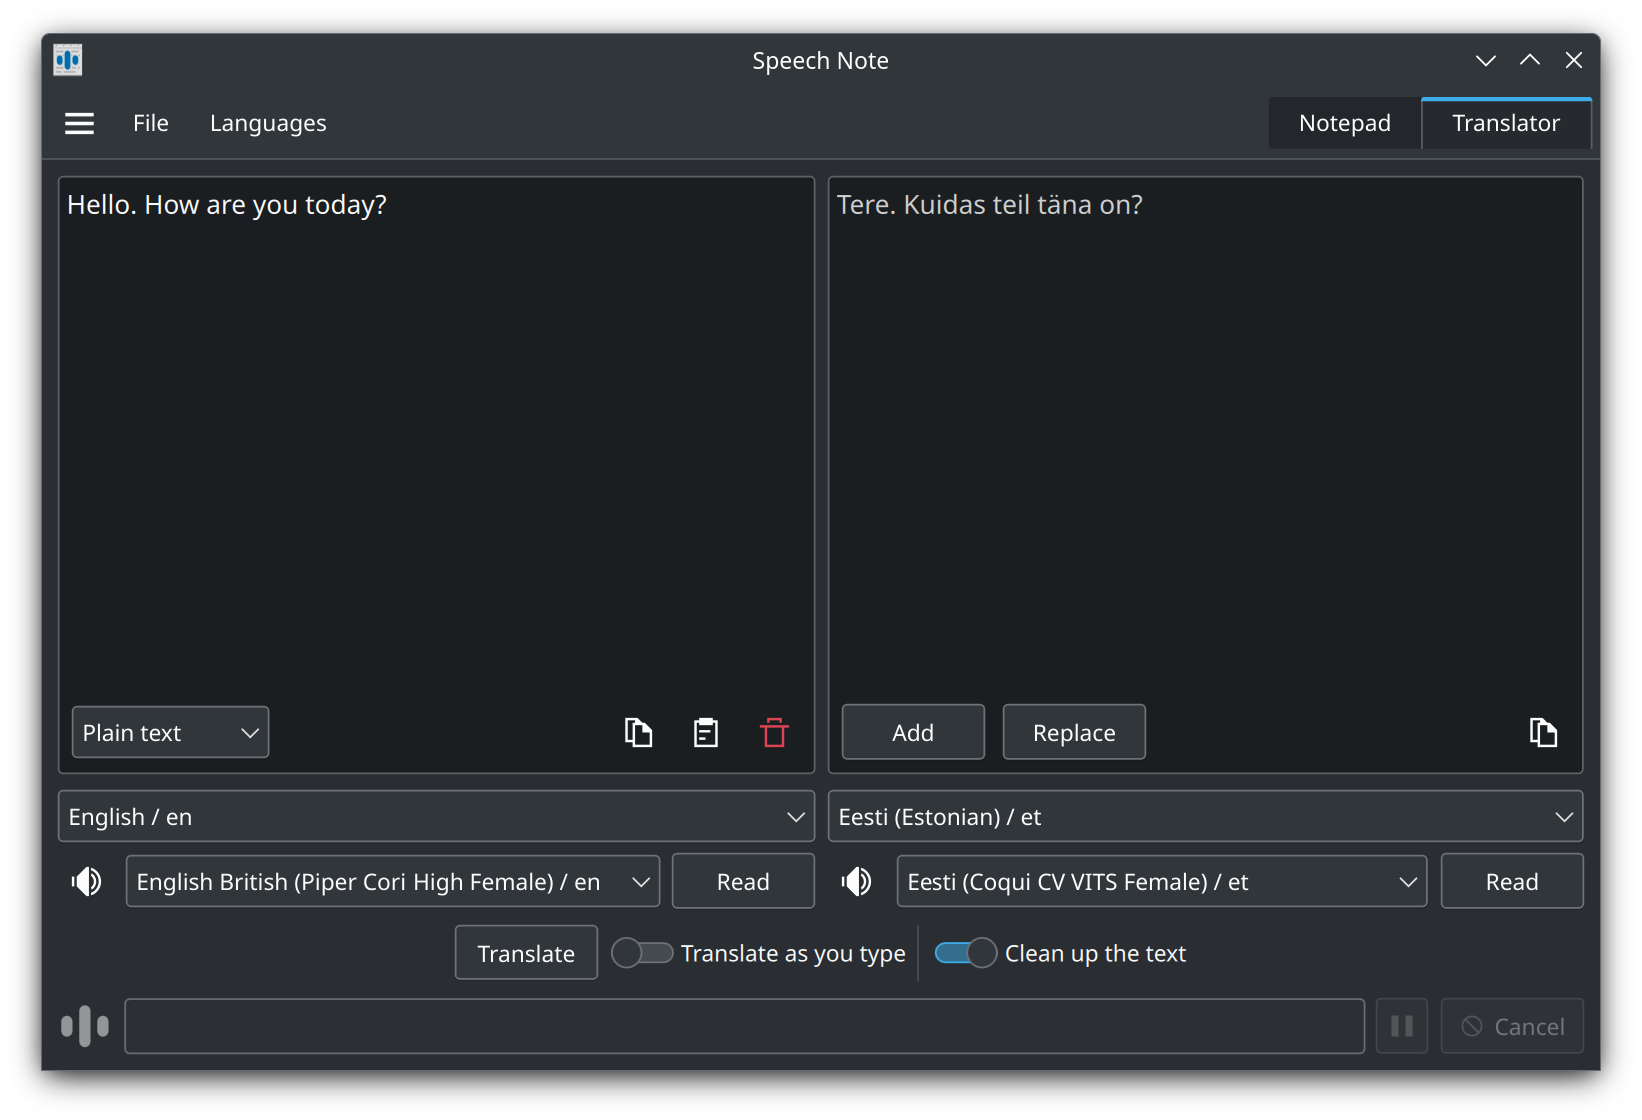 Speech Note
File
Languages
Notepad
Translator
Hello. How are you today?
Tere. Kuidas teil täna on?
Plain text
Add
Replace
English / en
Eesti (Estonian) / et
English British (Piper Cori High Female) / en
Read
Eesti (Coqui CV VITS Female) / et
Read
Translate
Translate as you type
Clean up the text
Cancel